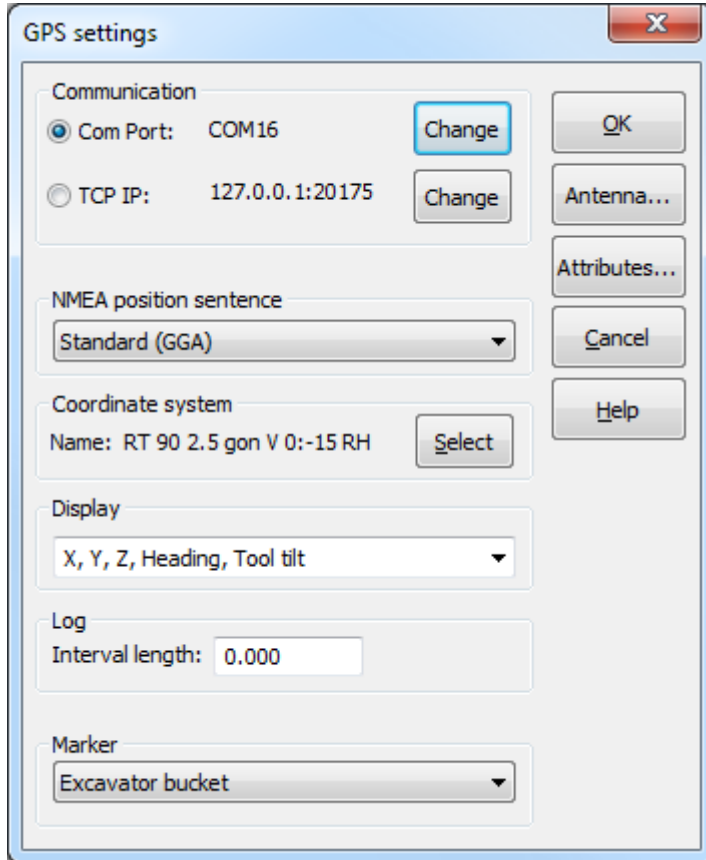 GPS settings
Communication
Com Port: COM16 Change
TCP IP: 127.0.0.1:20175 Change
NMEA position sentence
Standard (GGA)
Coordinate system
Name: RT 90 2.5 gon V 0:-15 RH Select
Display
X, Y, Z, Heading, Tool tilt
Log
Interval length: 0.000
Marker
Excavator bucket
OK
Antenna...
Attributes...
Cancel
Help